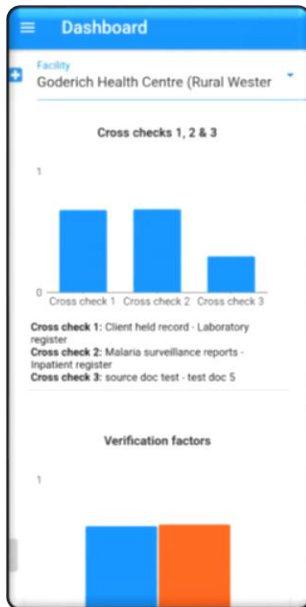 Dashboard
Facility
Goderich Health Centre (Rural Wester
Cross checks 1, 2 & 3
1
0
Cross check 1 Cross check 2 Cross check 3
Cross check 1: Client held record - Laboratory
register
Cross check 2: Malaria surveillance reports -
Inpatient register
Cross check 3: source doc test - test doc 5
Verification factors
1